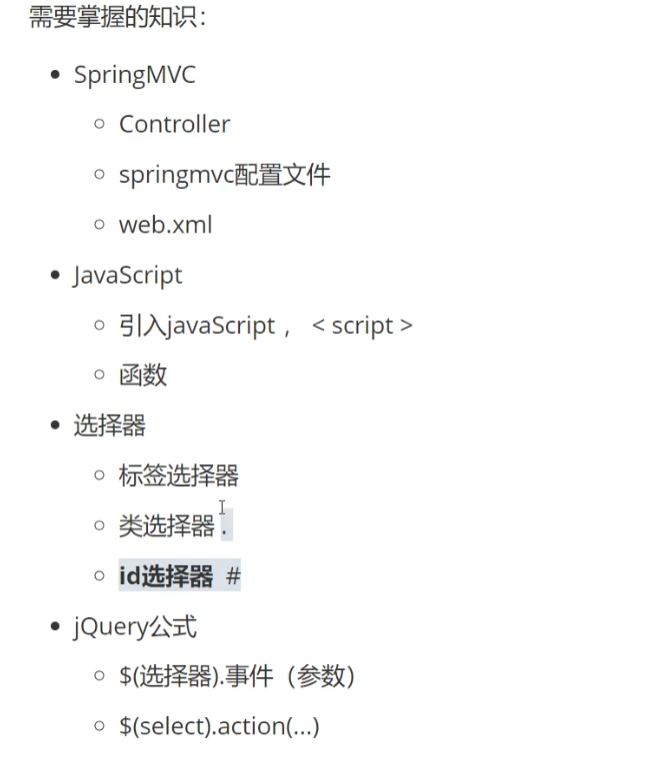 需要掌握的知识：
SpringMVC
Controller
springmvc配置文件
web.xml
JavaScript
引入javaScript， < script >
函数
选择器
标签选择器
类选择器 .
id选择器 #
jQuery公式
$(选择器).事件（参数）
$(select).action(...)